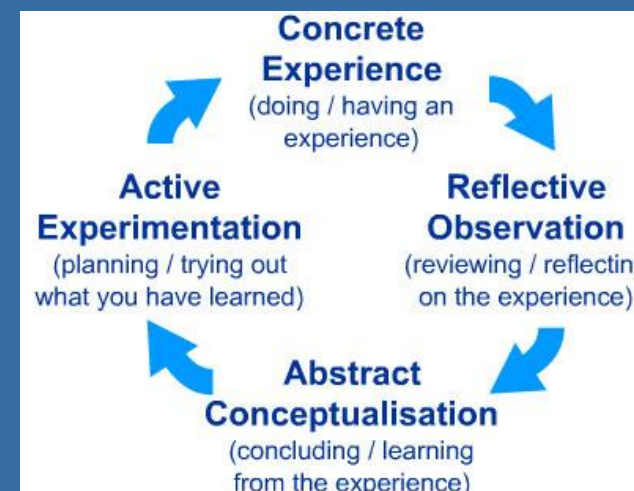 Concrete
Experience
(doing / having an
experience)
Reflective
Observation
(reviewing / reflectin
on the experience)
Abstract
Conceptualisation
(concluding / learning
from the experience)
Active
Experimentation
(planning / trying out
what you have learned)